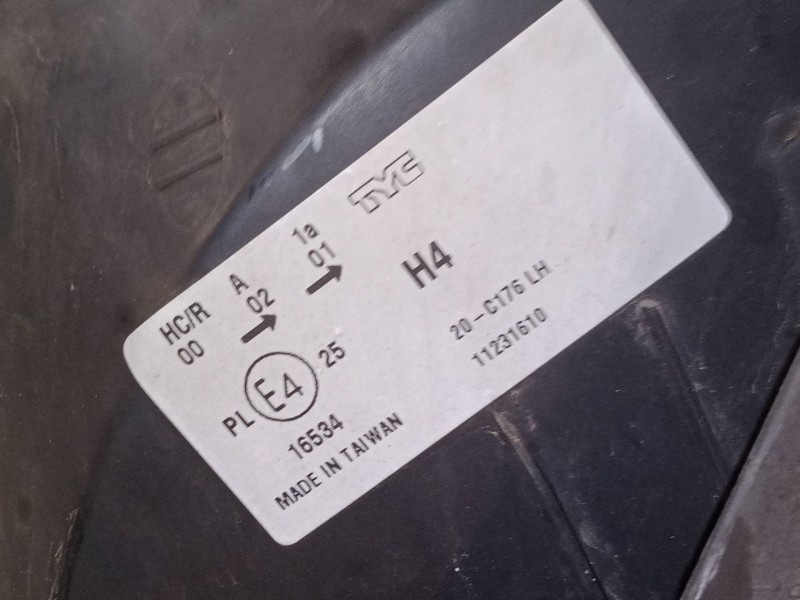 TYC
HC/R A 1a
00 02 01
→ →
H4
PL E4 25
20-C176 LH
16534
11231610
MADE IN TAIWAN